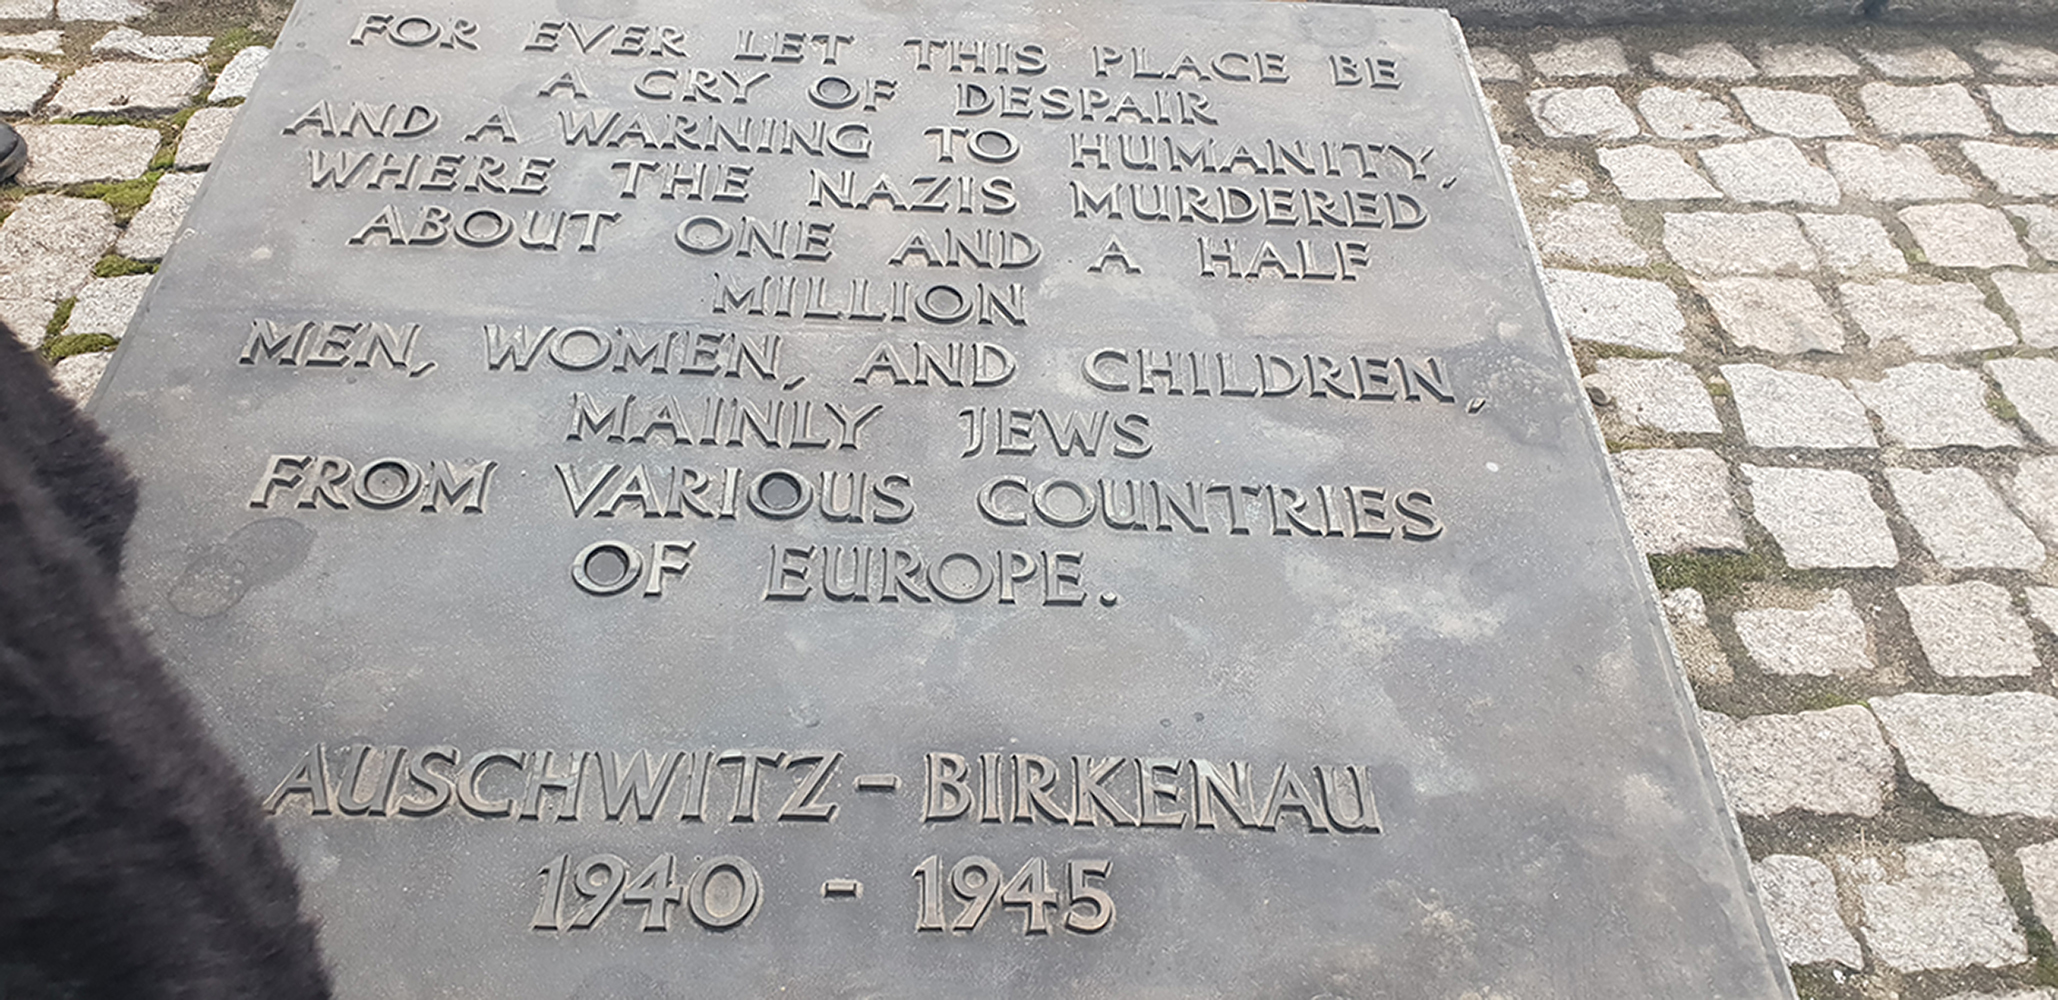 FOR EVER LET THIS PLACE BE
A CRY OF DESPAIR
AND A WARNING TO HUMANITY,
WHERE THE NAZIS MURDERED
ABOUT ONE AND A HALF
MILLION
MEN, WOMEN, AND CHILDREN,
MAINLY JEWS
FROM VARIOUS COUNTRIES
OF EUROPE.
AUSCHWITZ-BIRKENAU
1940 - 1945